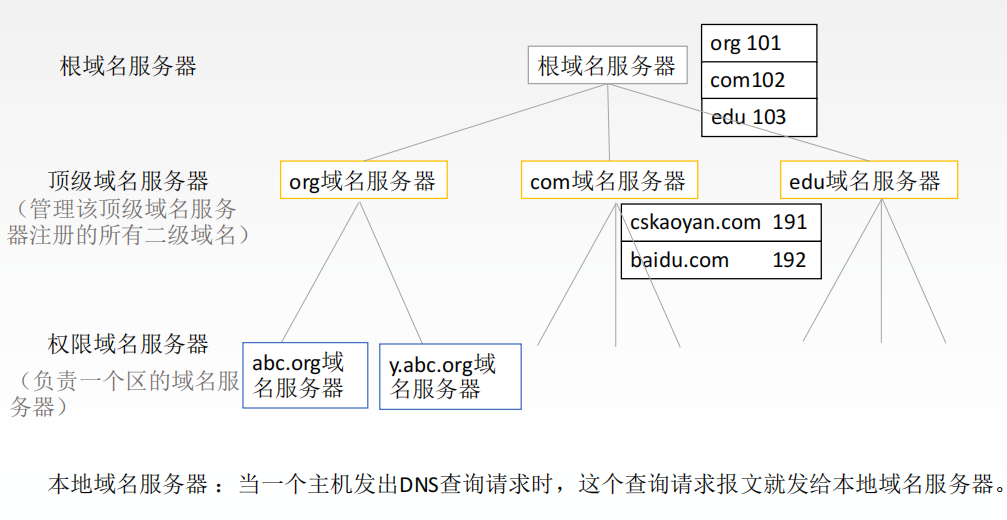 根域名服务器
根域名服务器
org 101
com102
edu 103
顶级域名服务器
（管理该顶级域名服务
器注册的所有二级域名）
org域名服务器
com域名服务器
edu域名服务器
cskaoyan.com 191
baidu.com 192
权限域名服务器
（负责一个区的域名服
务器）
abc.org域
名服务器
y.abc.org域
名服务器
本地域名服务器：当一个主机发出DNS查询请求时，这个查询请求报文就发给本地域名服务器。